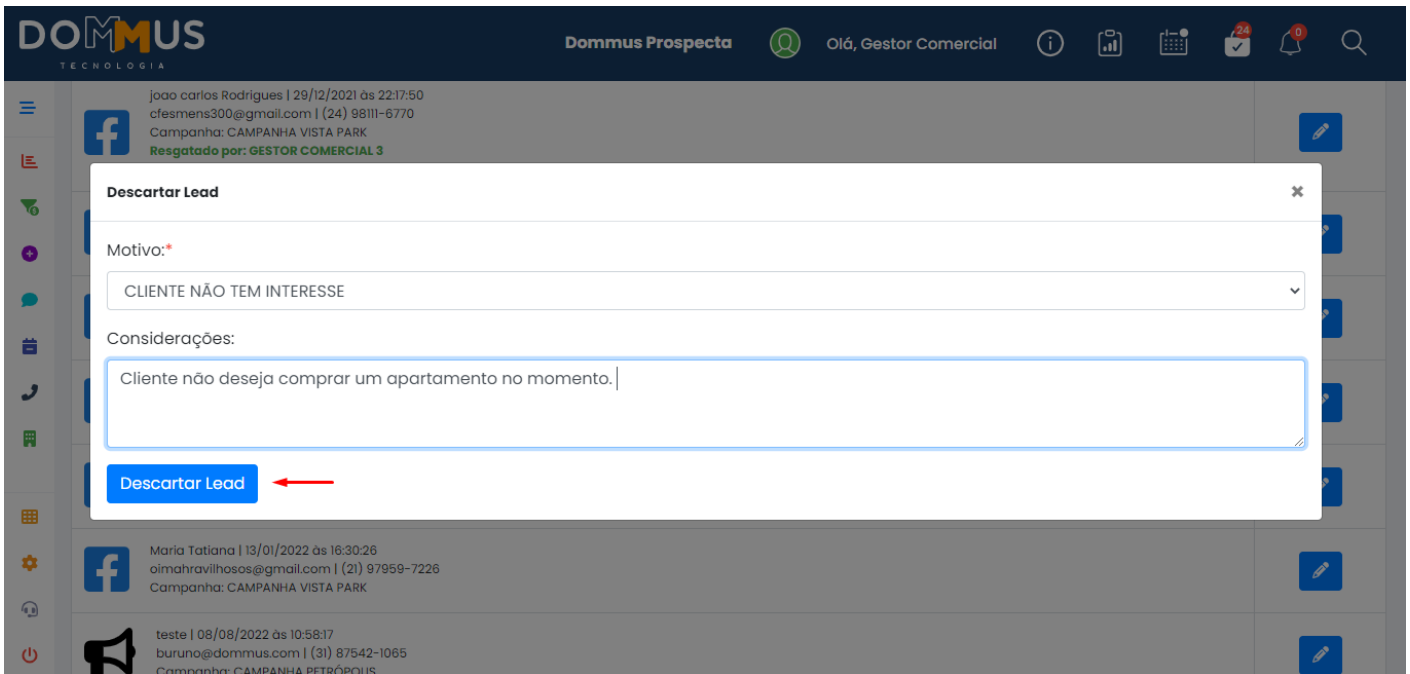 DOMMUS
TECNOLOGIA
Dommus Prospecta
Olá, Gestor Comercial
24
0
joao carlos Rodrigues | 29/12/2021 às 22:17:50
cfesmens300@gmail.com | (24) 98111-6770
Campanha: CAMPANHA VISTA PARK
Resgatado por: GESTOR COMERCIAL 3
Descartar Lead
×
Motivo:*
CLIENTE NÃO TEM INTERESSE
Considerações:
Cliente não deseja comprar um apartamento no momento.
Descartar Lead
Maria Tatiana | 13/01/2022 às 16:30:26
oimahravilhosos@gmail.com | (21) 97959-7226
Campanha: CAMPANHA VISTA PARK
teste | 08/08/2022 às 10:58:17
buruno@dommus.com | (31) 87542-1065
Campanha: CAMPANHA PETRÓPOLIS